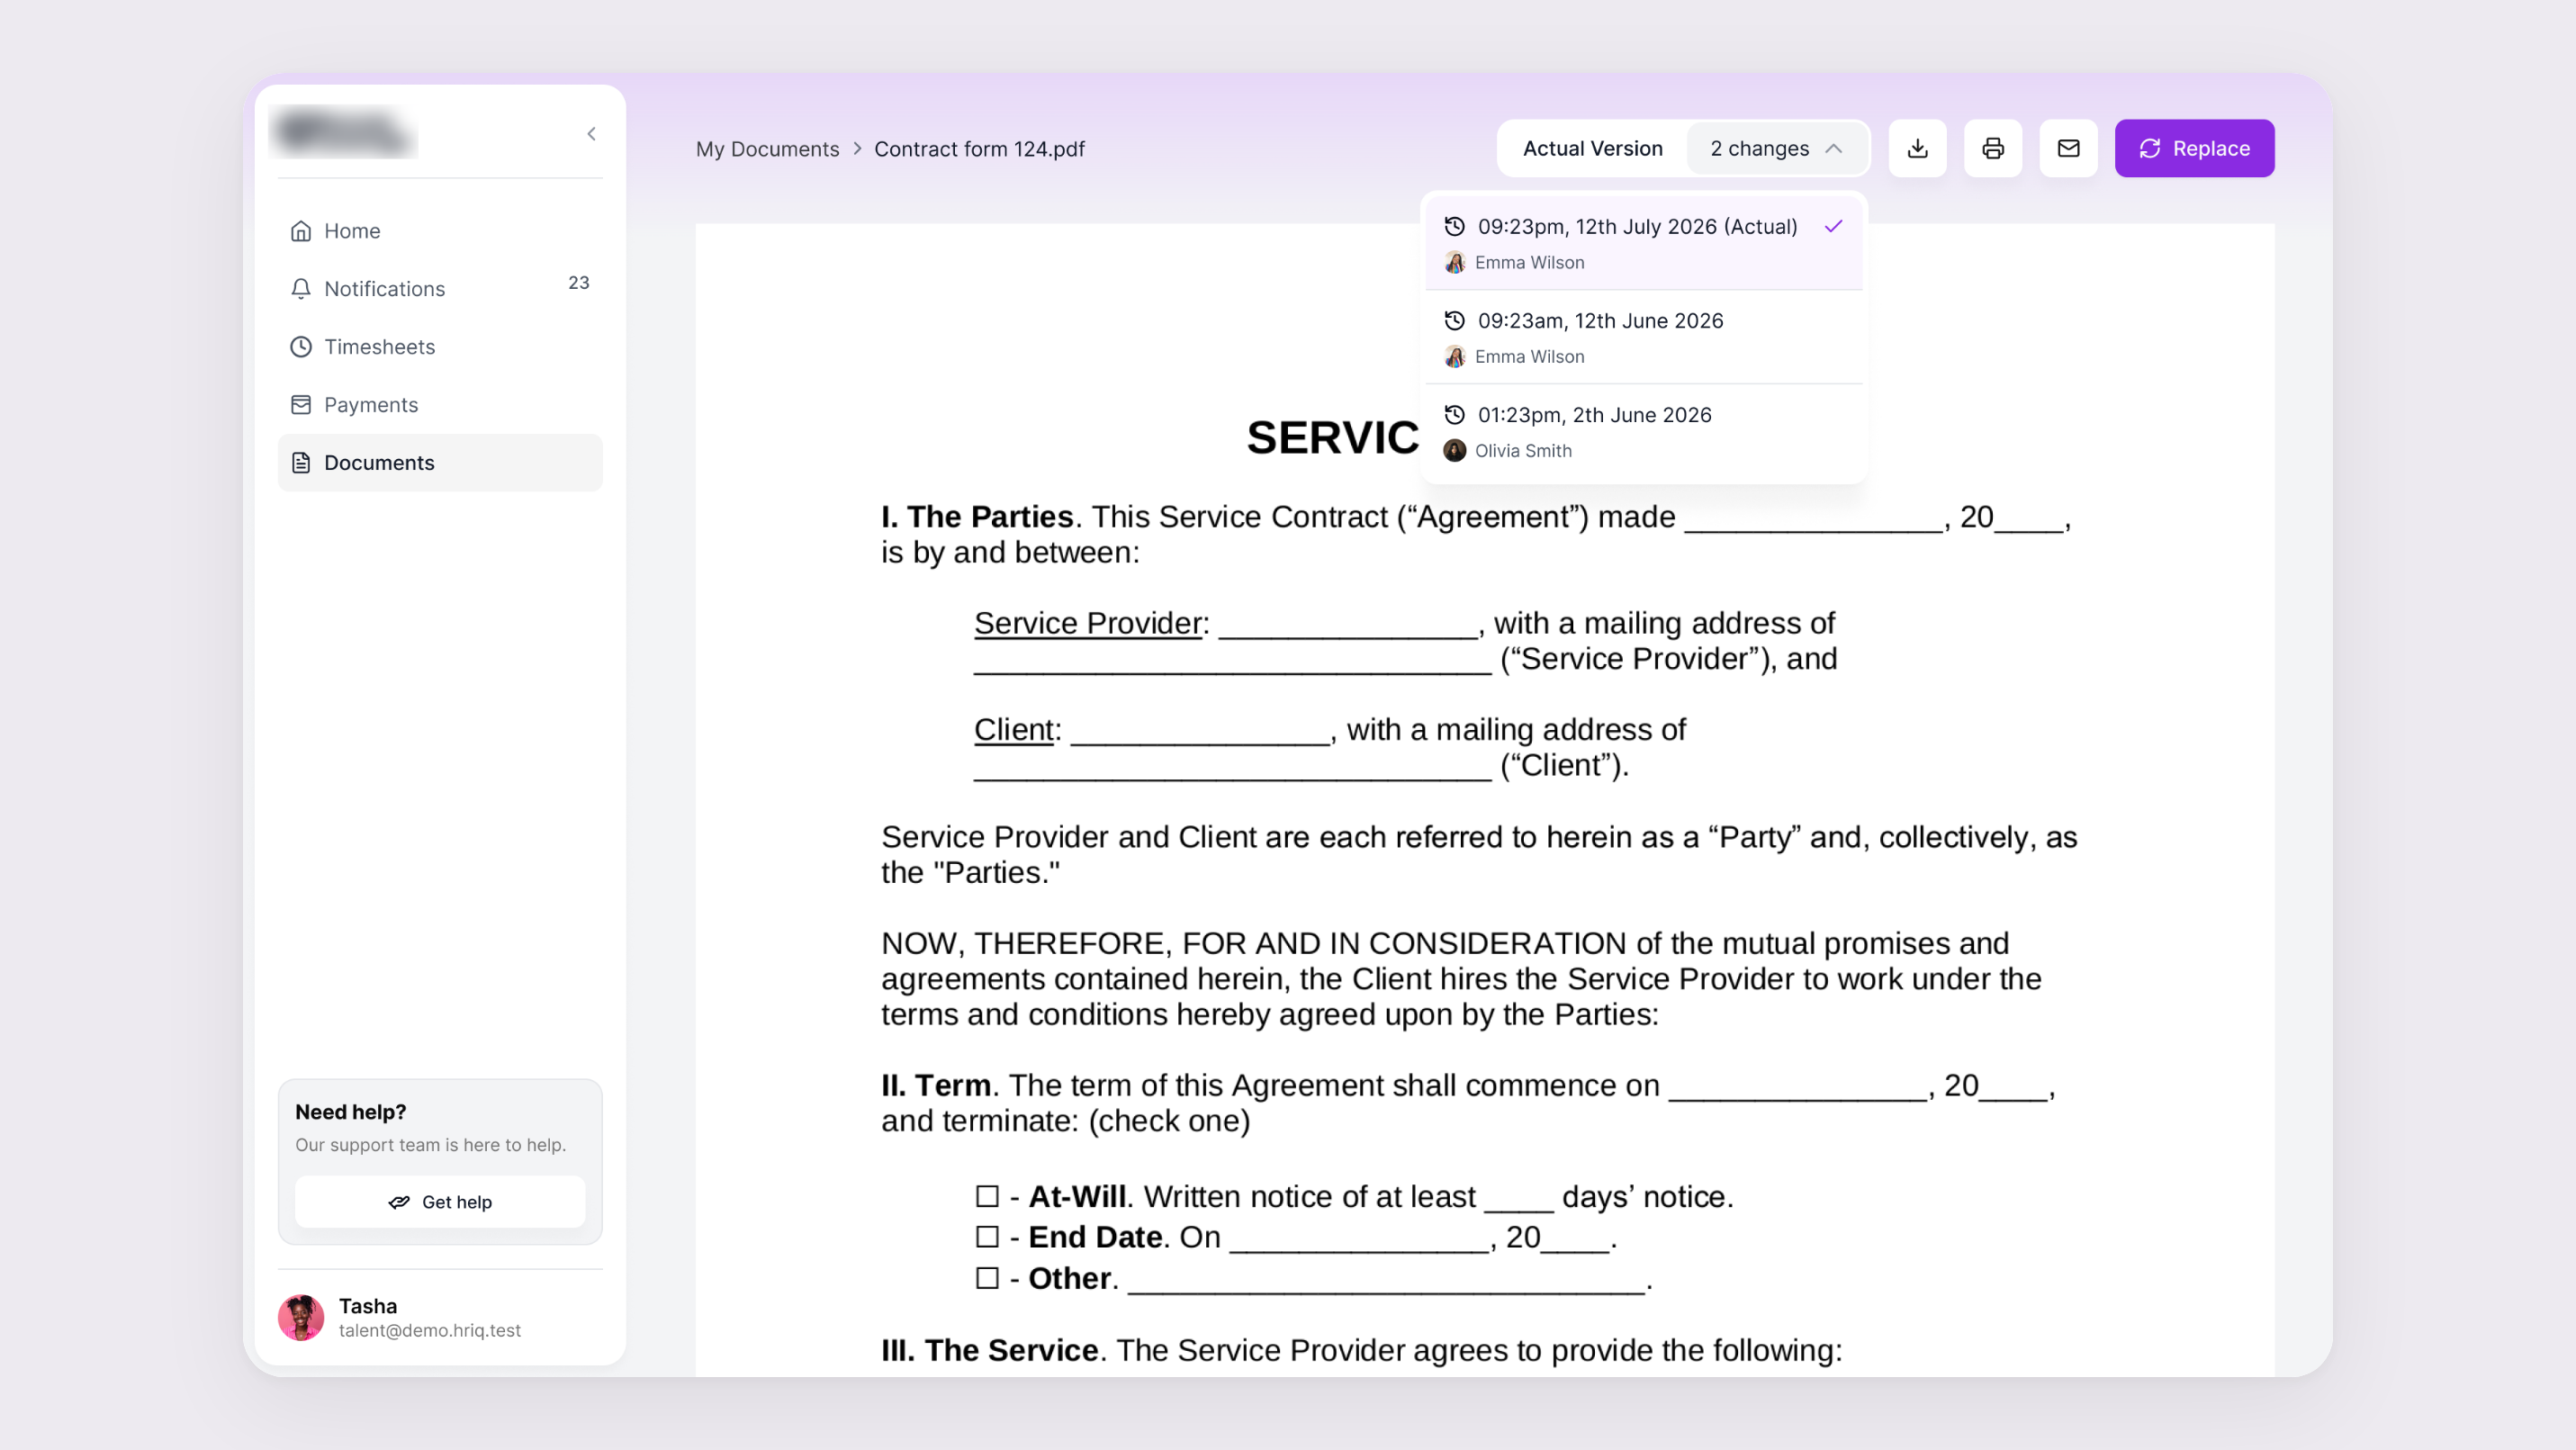 Home
Notifications 23
Timesheets
Payments
Documents
Need help?
Our support team is here to help.
Get help
Tasha
talent@demo.hriq.test
My Documents > Contract form 124.pdf
Actual Version 2 changes
Replace
09:23pm, 12th July 2026 (Actual)
Emma Wilson
09:23am, 12th June 2026
Emma Wilson
01:23pm, 2th June 2026
Olivia Smith
SERVIC
I. The Parties. This Service Contract (“Agreement”) made _______________, 20____,
is by and between:
Service Provider: _______________, with a mailing address of
______________________________ (“Service Provider”), and
Client: _______________, with a mailing address of
______________________________ (“Client”).
Service Provider and Client are each referred to herein as a “Party” and, collectively, as
the "Parties."
NOW, THEREFORE, FOR AND IN CONSIDERATION of the mutual promises and
agreements contained herein, the Client hires the Service Provider to work under the
terms and conditions hereby agreed upon by the Parties:
II. Term. The term of this Agreement shall commence on _______________, 20____,
and terminate: (check one)
☐ - At-Will. Written notice of at least ____ days’ notice.
☐ - End Date. On _______________, 20____.
☐ - Other. ______________________________.
III. The Service. The Service Provider agrees to provide the following: